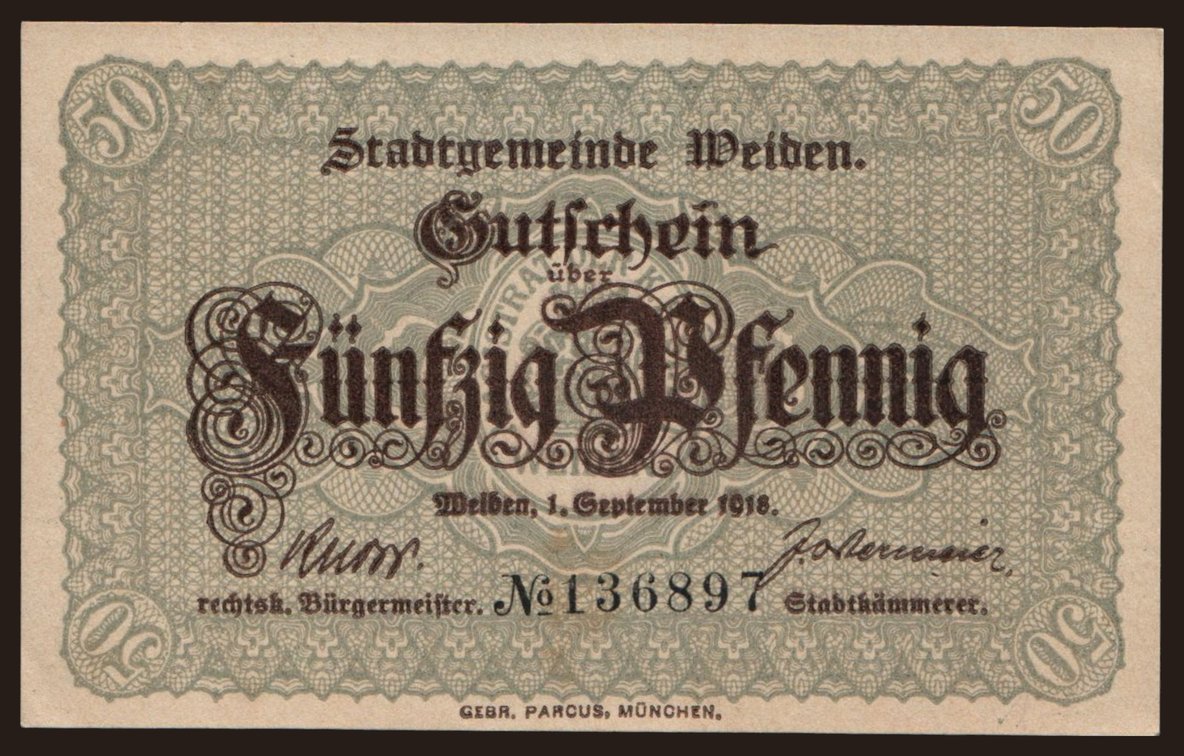 50 50
Stadtgemeinde Weiden.
Gutschein
über
Fünfzig Pfennig
Weiden, 1. September 1918.
Knorr.
rechtsk. Bürgermeister. №136897 Stadtkämmerer.
50 50
GEBR. PARCUS, MÜNCHEN.